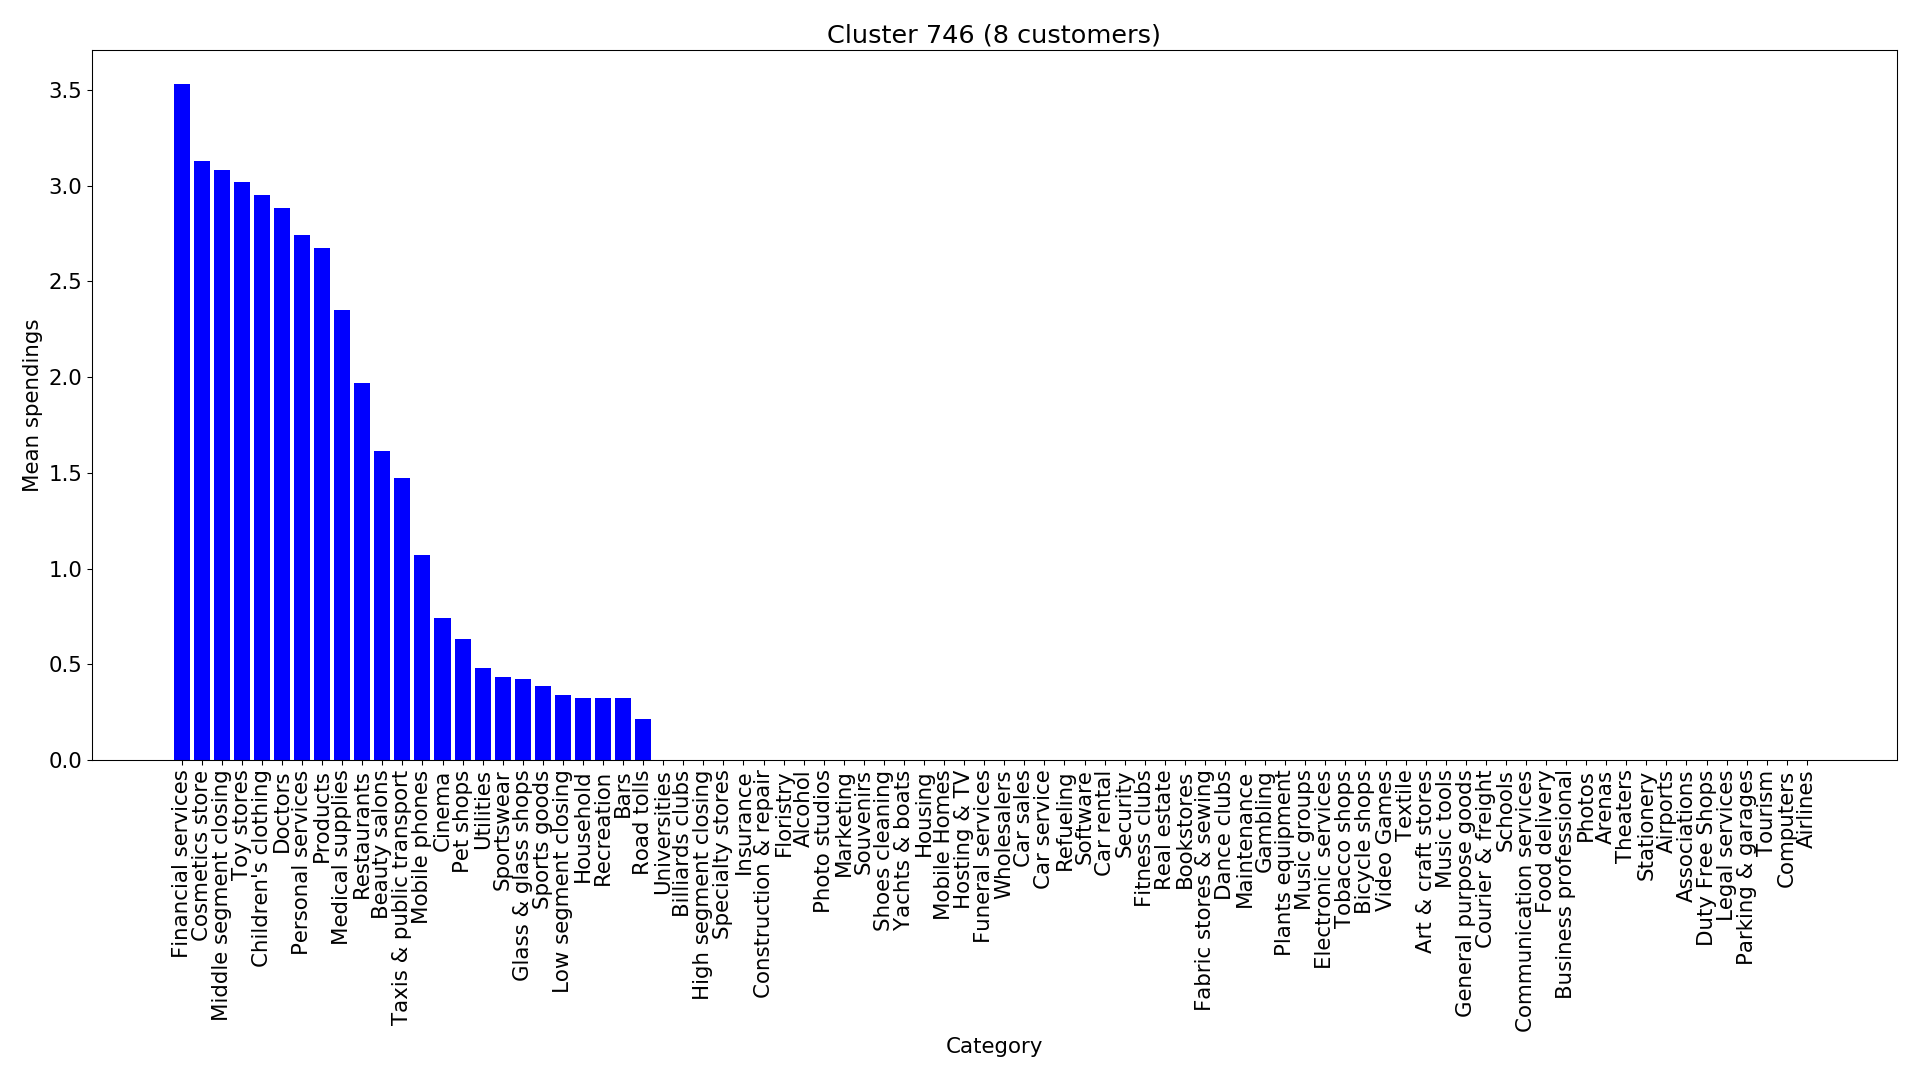 Cluster 746 (8 customers)
3.5
3.0
2.5
2.0
1.5
1.0
0.5
0.0
Mean spendings
Financial services
Cosmetics store
Middle segment closing
Toy stores
Children's clothing
Doctors
Personal services
Products
Medical supplies
Restaurants
Beauty salons
Taxis & public transport
Mobile phones
Cinema
Pet shops
Utilities
Sportswear
Glass & glass shops
Sports goods
Low segment closing
Household
Recreation
Bars
Road tolls
Universities
Billiards clubs
High segment closing
Specialty stores
Insurance
Construction & repair
Floristry
Alcohol
Photo studios
Marketing
Souvenirs
Shoes cleaning
Yachts & boats
Housing
Mobile Homes
Hosting & TV
Funeral services
Wholesalers
Car sales
Car service
Refueling
Software
Car rental
Security
Fitness clubs
Real estate
Bookstores
Fabric stores & sewing
Dance clubs
Maintenance
Gambling
Plants equipment
Music groups
Electronic services
Tobacco shops
Bicycle shops
Video Games
Textile
Art & craft stores
Music tools
General purpose goods
Courier & freight
Schools
Communication services
Food delivery
Business professional
Photos
Arenas
Theaters
Stationery
Airports
Associations
Duty Free Shops
Legal services
Parking & garages
Tourism
Computers
Airlines
Category